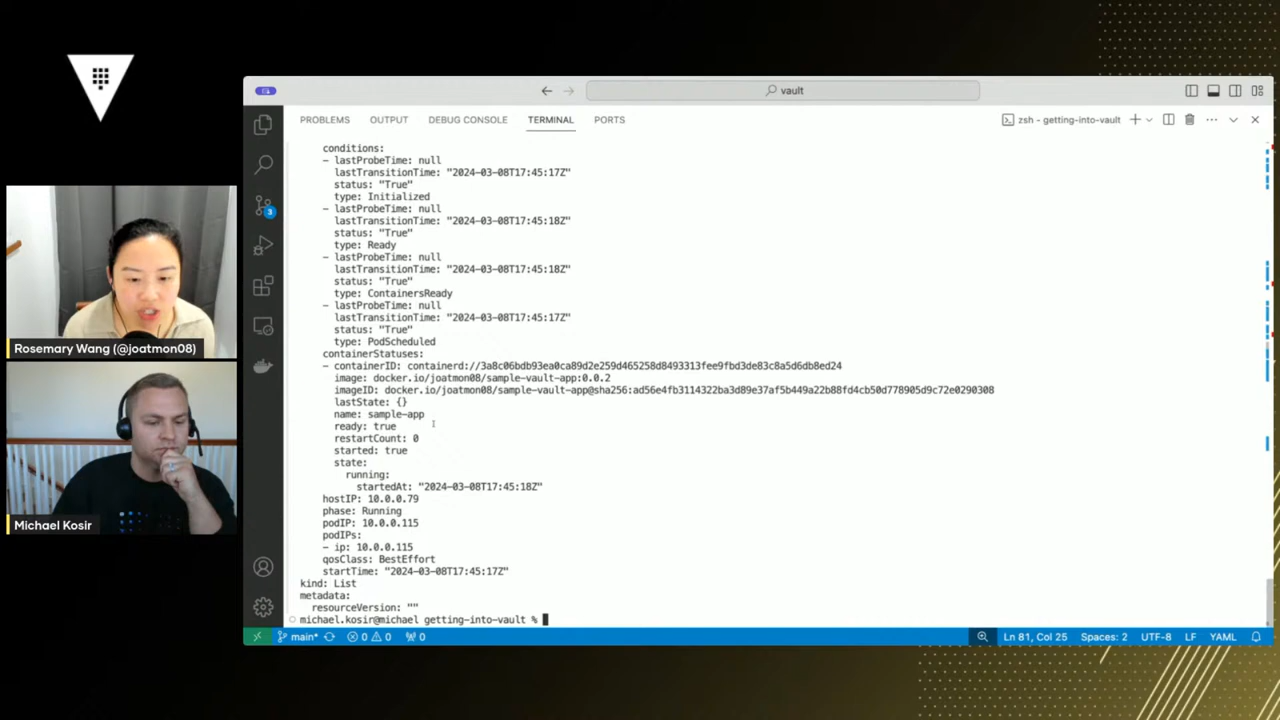 vault
PROBLEMS OUTPUT DEBUG CONSOLE TERMINAL PORTS zsh - getting-into-vault
conditions:
- lastProbeTime: null
lastTransitionTime: "2024-03-08T17:45:17Z"
status: "True"
type: Initialized
- lastProbeTime: null
lastTransitionTime: "2024-03-08T17:45:18Z"
status: "True"
type: Ready
- lastProbeTime: null
lastTransitionTime: "2024-03-08T17:45:18Z"
status: "True"
type: ContainersReady
- lastProbeTime: null
lastTransitionTime: "2024-03-08T17:45:17Z"
status: "True"
type: PodScheduled
containerStatuses:
- containerID: containerd://3a8c06bdb93ea0ca89d2e259d465258d8493313fee9fbd3de83c8a5d6db8ed24
image: docker.io/joatmon08/sample-vault-app:0.0.2
imageID: docker.io/joatmon08/sample-vault-app@sha256:ad56e4fb3114322ba3d89e37af5b449a22b88fd4cb50d778905d9c72e0290308
lastState: {}
name: sample-app
ready: true
restartCount: 0
started: true
state:
running:
startedAt: "2024-03-08T17:45:18Z"
hostIP: 10.0.0.79
phase: Running
podIP: 10.0.0.115
podIPs:
- ip: 10.0.0.115
qosClass: BestEffort
startTime: "2024-03-08T17:45:17Z"
kind: List
metadata:
resourceVersion: ""
michael.kosir@michael getting-into-vault %
3
main* 0 0 0 Ln 81, Col 25 Spaces: 2 UTF-8 LF YAML
Rosemary Wang (@joatmon08)
Michael Kosir